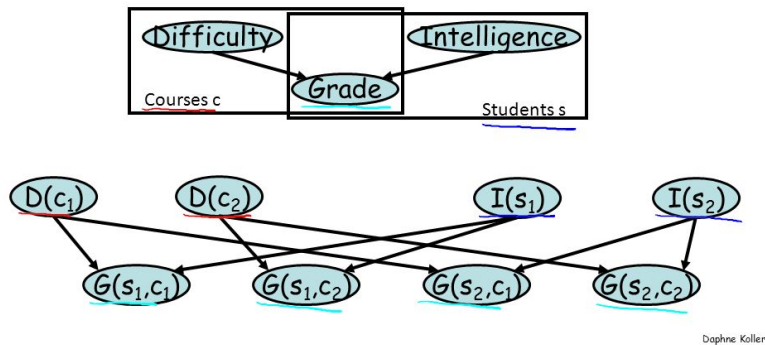 Difficulty Intelligence
Grade
Courses c
Students s
D(c₁) D(c₂) I(s₁) I(s₂)
G(s₁,c₁) G(s₁,c₂) G(s₂,c₁) G(s₂,c₂)
Daphne Koller